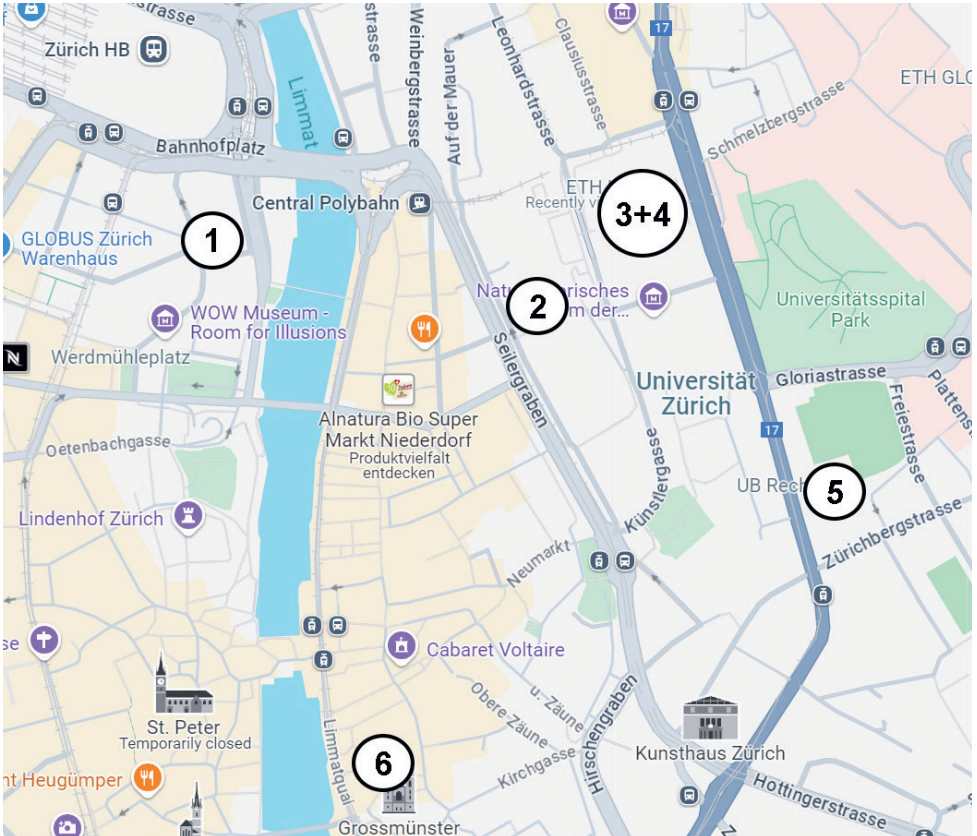 Zürich HB
strasse
Limmat
strasse
Weinbergstrasse
Auf der Mauer
Leonhardstrasse
Clausiusstrasse
17
ETH GLO
Schmelzbergstrasse
Bahnhofplatz
Central Polybahn
ETH
Recently vi
3+4
1
GLOBUS Zürich
Warenhaus
2
WOW Museum -
Room for Illusions
Universitätsspital
Park
N
Werdmühleplatz
Seilergraben
Universität
Zürich
Gloriastrasse
Alnatura Bio Super
Markt Niederdorf
Produktvielfalt
entdecken
Freiestrasse
17
Oetenbachgasse
Künstlergasse
UB Rec
5
Lindenhof Zürich
Zürichbergstrasse
Neumarkt
se
Cabaret Voltaire
St. Peter
Temporarily closed
Obere Zäune
u. Zäune
Hirschengraben
Kunsthaus Zürich
Limmatquai
6
Kirchgasse
nt Heugümper
Hottingerstrasse
Grossmünster